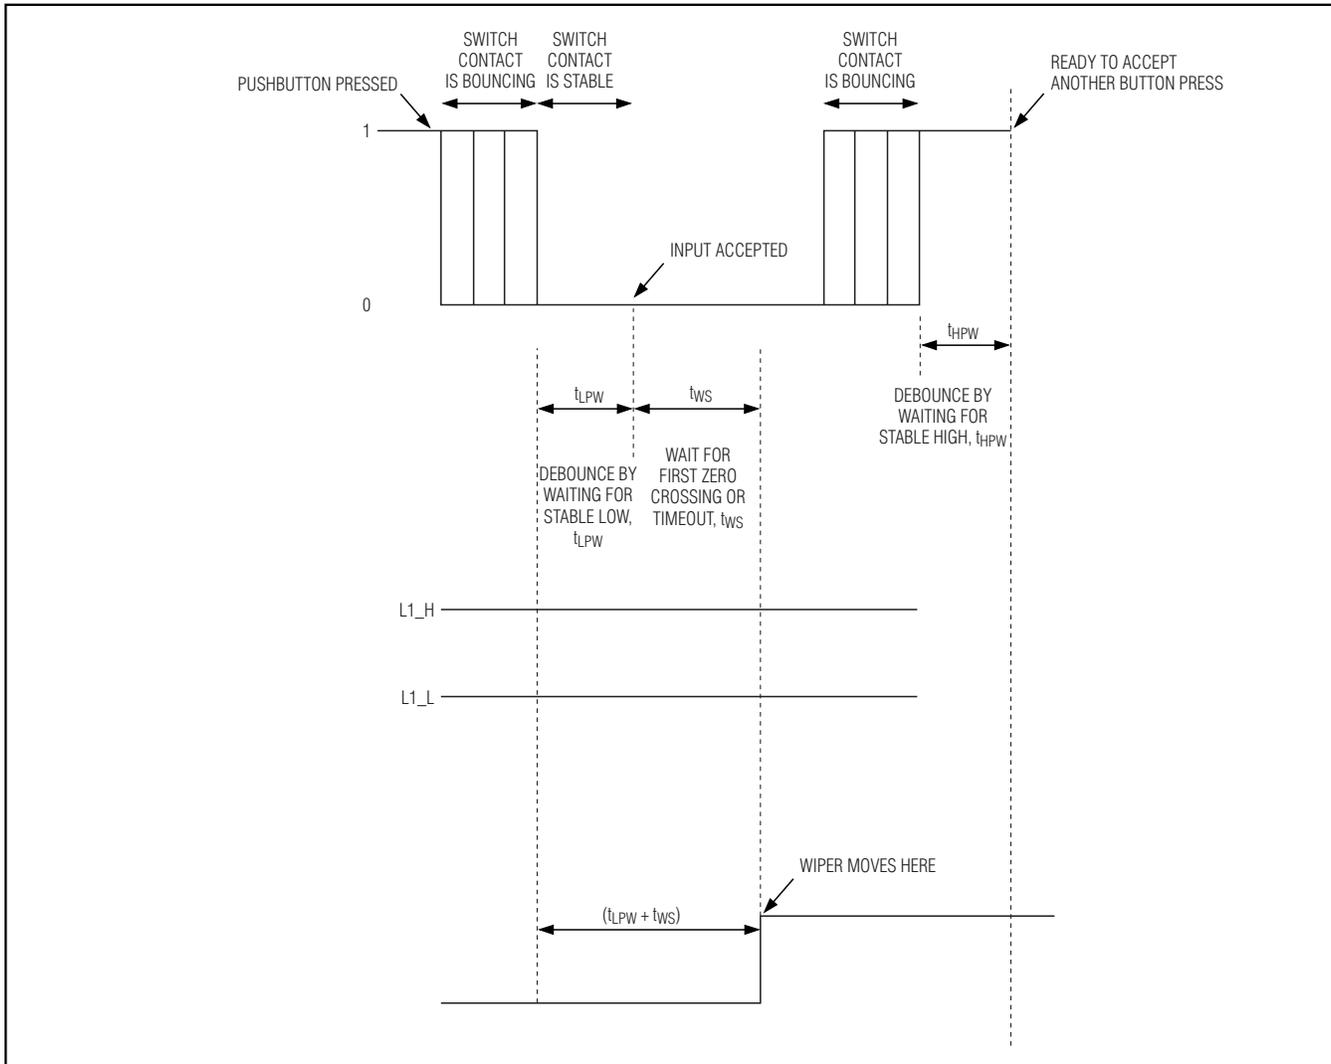 SWITCH
CONTACT
IS BOUNCING
SWITCH
CONTACT
IS STABLE
SWITCH
CONTACT
IS BOUNCING
READY TO ACCEPT
ANOTHER BUTTON PRESS
PUSHBUTTON PRESSED
1
INPUT ACCEPTED
0
tHPW
tLPW
tWS
DEBOUNCE BY
WAITING FOR
STABLE HIGH, tHPW
DEBOUNCE BY
WAITING FOR
STABLE LOW,
tLPW
WAIT FOR
FIRST ZERO
CROSSING OR
TIMEOUT, tWS
L1_H
L1_L
WIPER MOVES HERE
(tLPW + tWS)